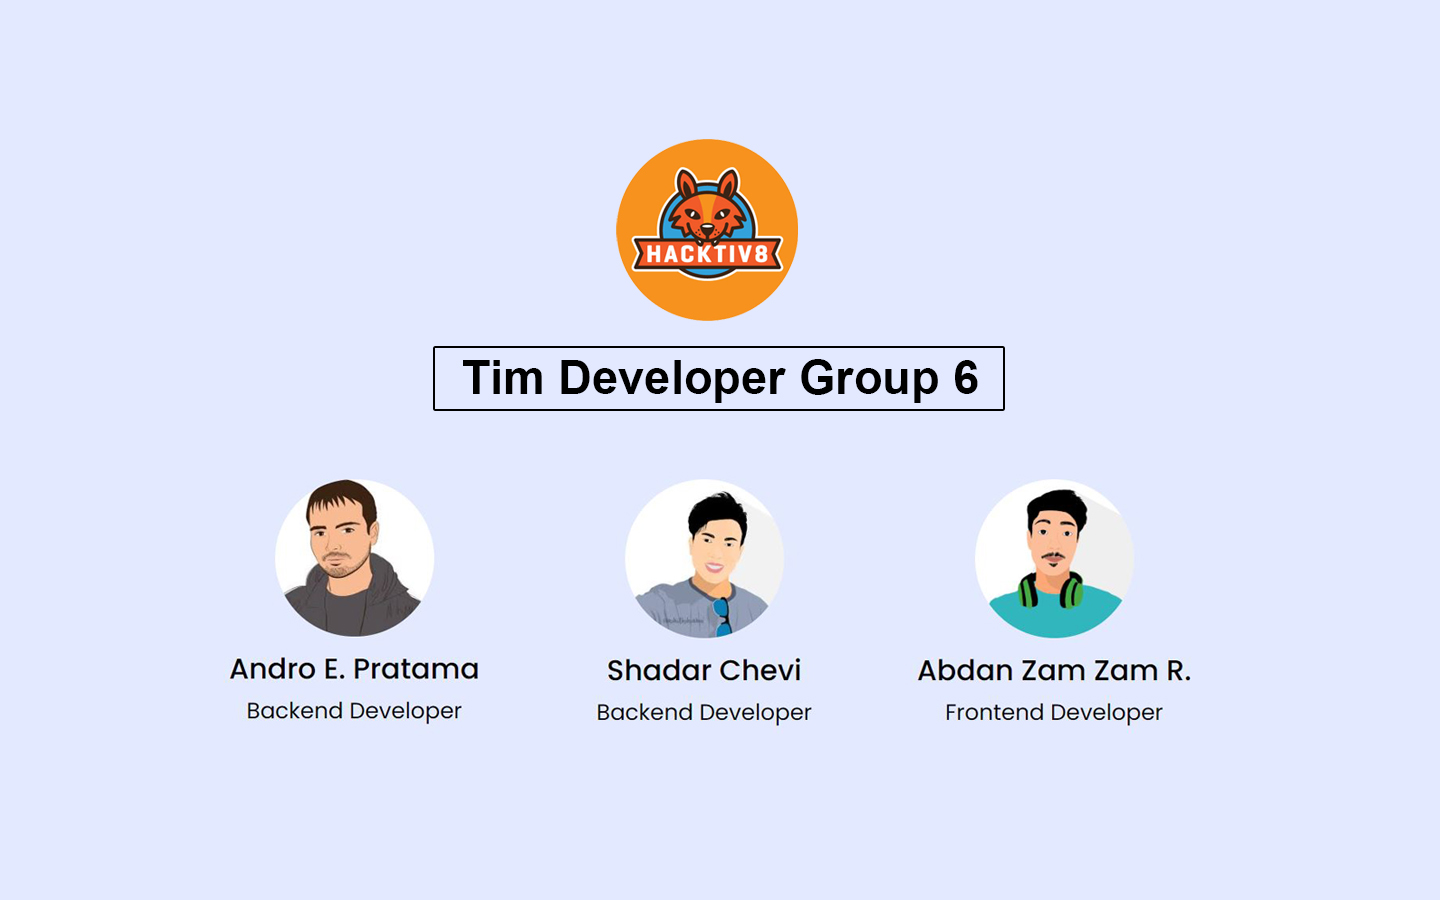 HACKTIV8
Tim Developer Group 6
Andro E. Pratama
Shadar Chevi
Abdan Zam Zam R.
Backend Developer
Backend Developer
Frontend Developer